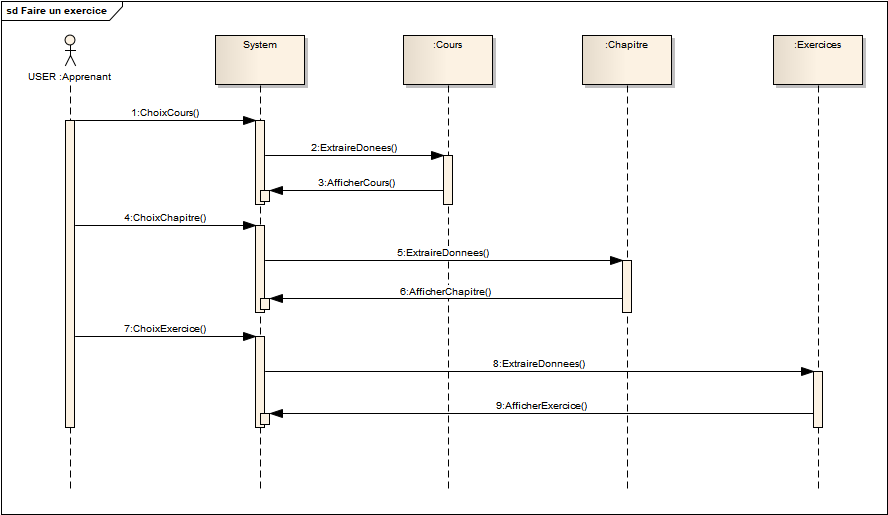 sd Faire un exercice
USER :Apprenant
System
:Cours
:Chapitre
:Exercices
1:ChoixCours()
2:ExtraireDonees()
3:AfficherCours()
4:ChoixChapitre()
5:ExtraireDonnees()
6:AfficherChapitre()
7:ChoixExercice()
8:ExtraireDonnees()
9:AfficherExercice()